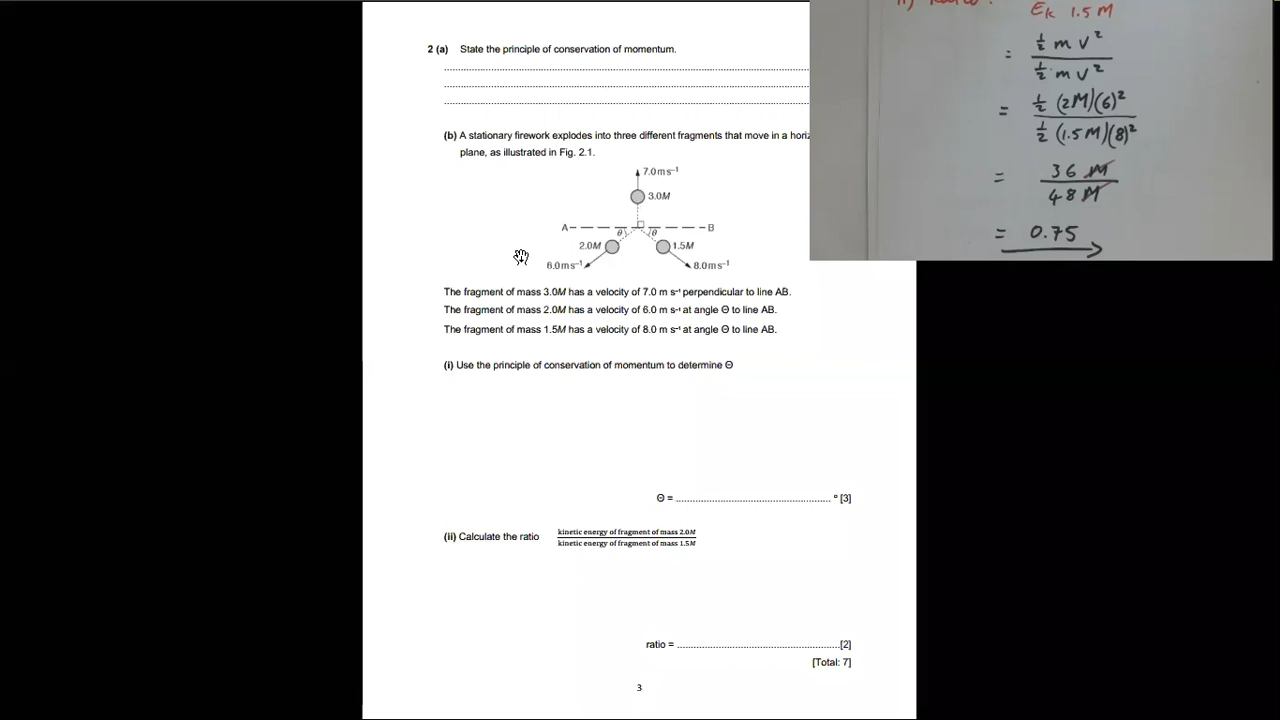 2 (a) State the principle of conservation of momentum.
(b) A stationary firework explodes into three different fragments that move in a
plane, as illustrated in Fig. 2.1.
7.0 m s⁻¹
3.0M
A B
θ θ
2.0M 1.5M
6.0 m s⁻¹ 8.0 m s⁻¹
The fragment of mass 3.0M has a velocity of 7.0 m s⁻¹ perpendicular to line AB.
The fragment of mass 2.0M has a velocity of 6.0 m s⁻¹ at angle Θ to line AB.
The fragment of mass 1.5M has a velocity of 8.0 m s⁻¹ at angle Θ to line AB.
(i) Use the principle of conservation of momentum to determine Θ
Θ = ........................................................ ° [3]
(ii) Calculate the ratio
kinetic energy of fragment of mass 2.0M
kinetic energy of fragment of mass 1.5M
ratio = ........................................................ [2]
[Total: 7]
3
E_K 1.5 M
= ½ m v²
½ m v²
= ½ (2M)(6)²
½ (1.5M)(8)²
= 36 M
48 M
= 0.75